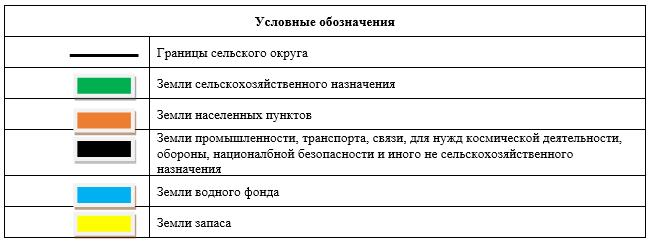 Условные обозначения
Границы сельского округа
Земли сельскохозяйственного назначения
Земли населенных пунктов
Земли промышленности, транспорта, связи, для нужд космической деятельности,
обороны, националбной безопасности и иного не сельскохозяйственного
назначения
Земли водного фонда
Земли запаса